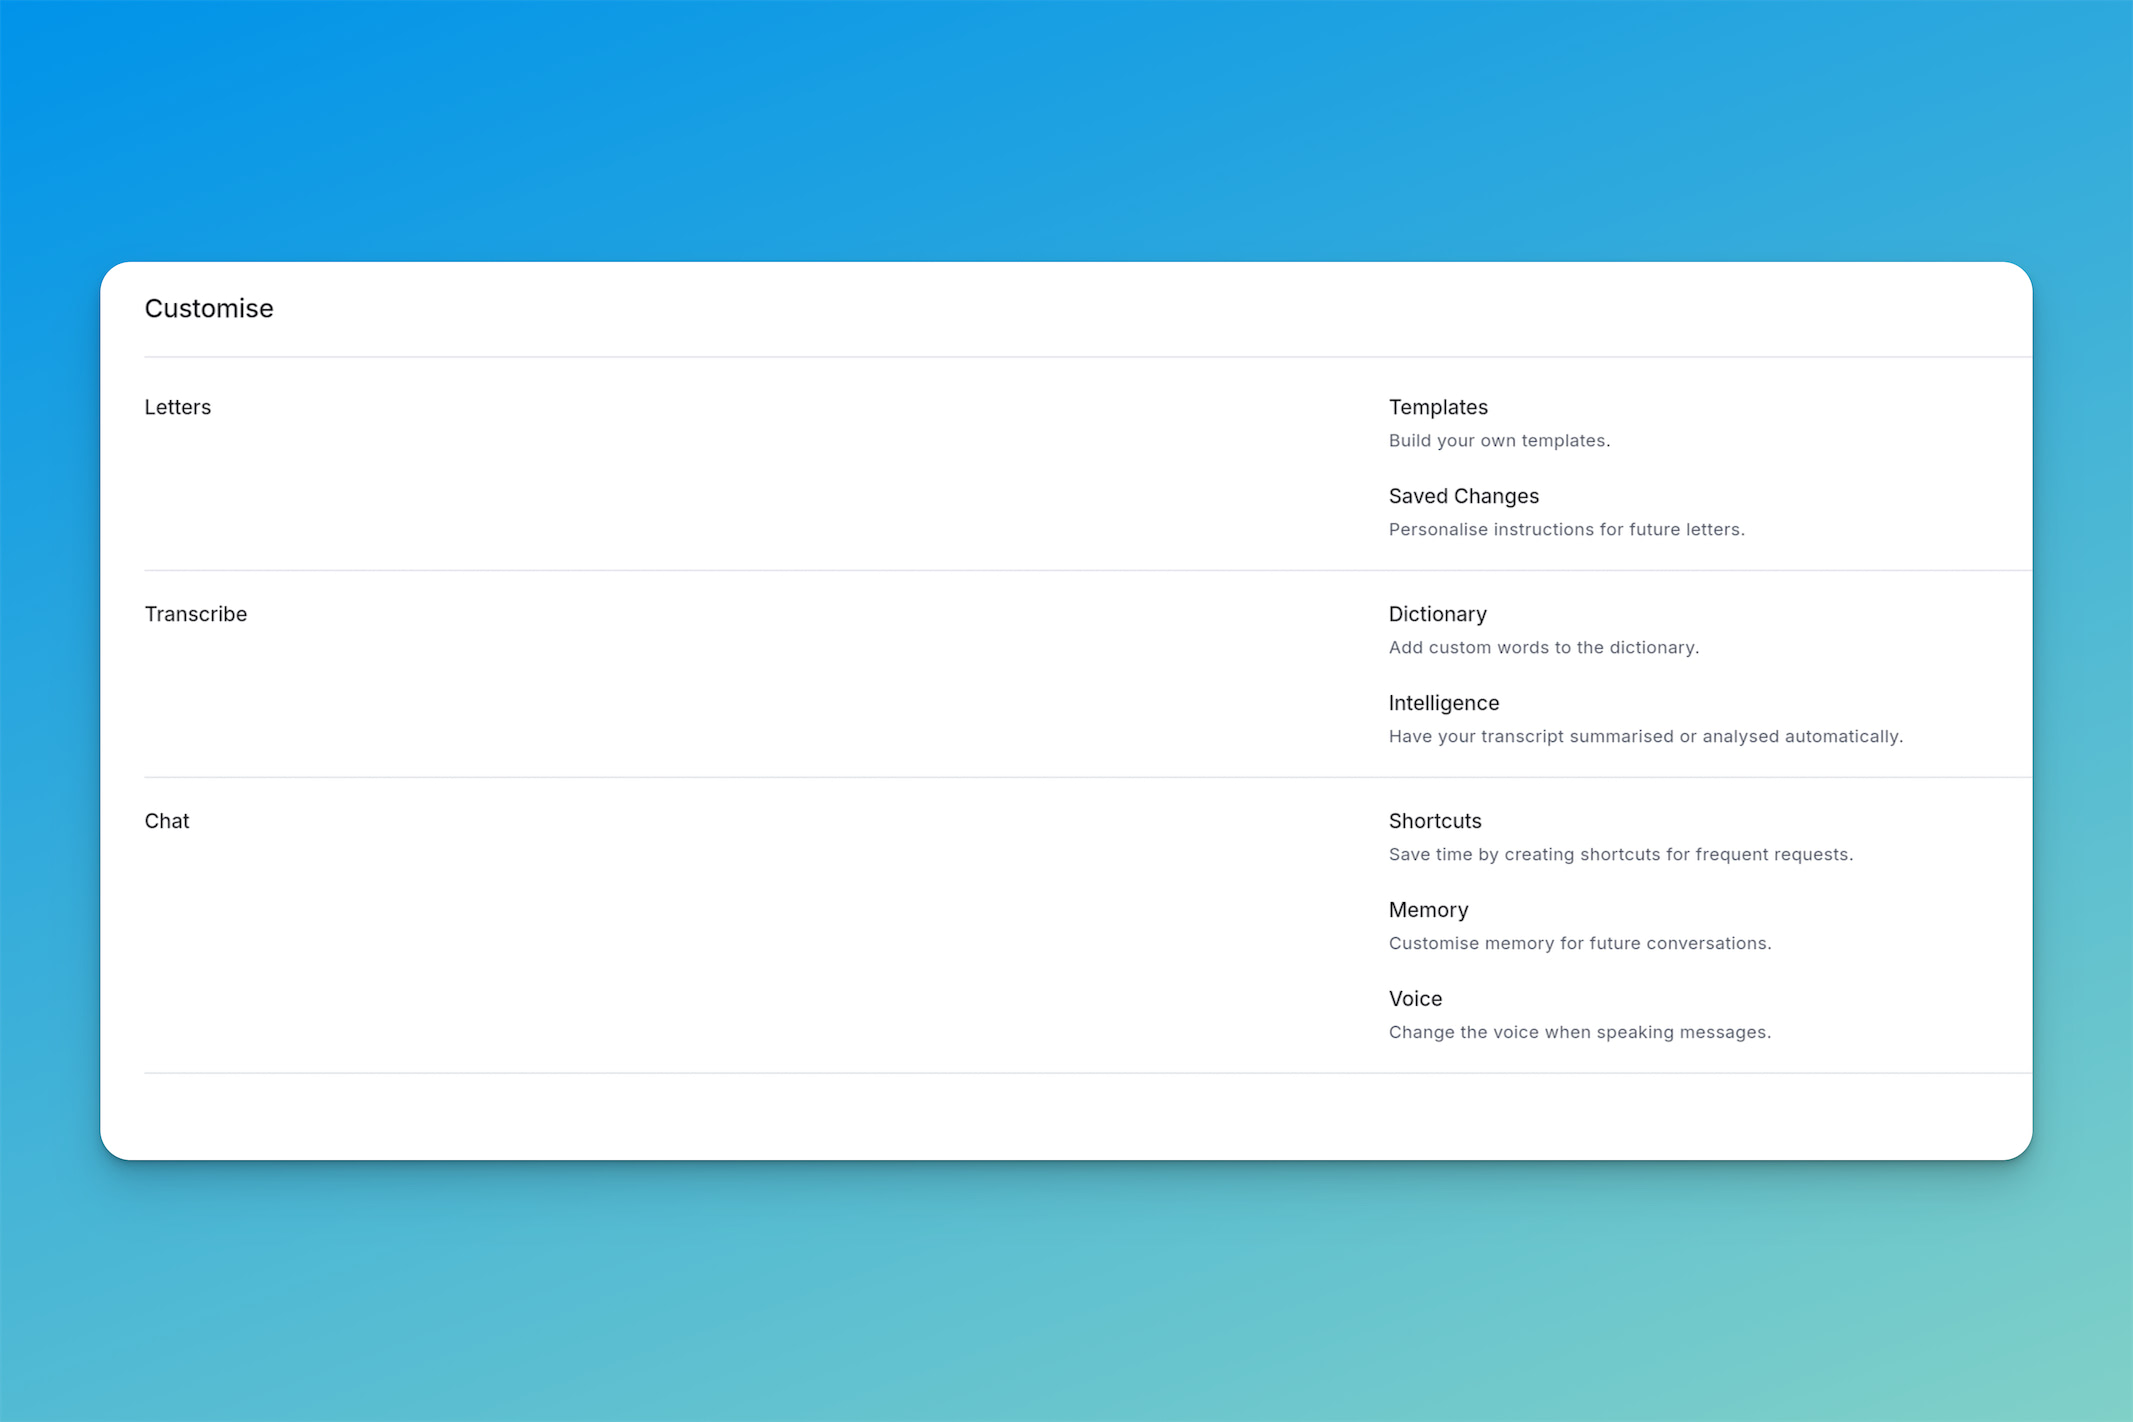 Customise
Letters
Templates
Build your own templates.
Saved Changes
Personalise instructions for future letters.
Transcribe
Dictionary
Add custom words to the dictionary.
Intelligence
Have your transcript summarised or analysed automatically.
Chat
Shortcuts
Save time by creating shortcuts for frequent requests.
Memory
Customise memory for future conversations.
Voice
Change the voice when speaking messages.